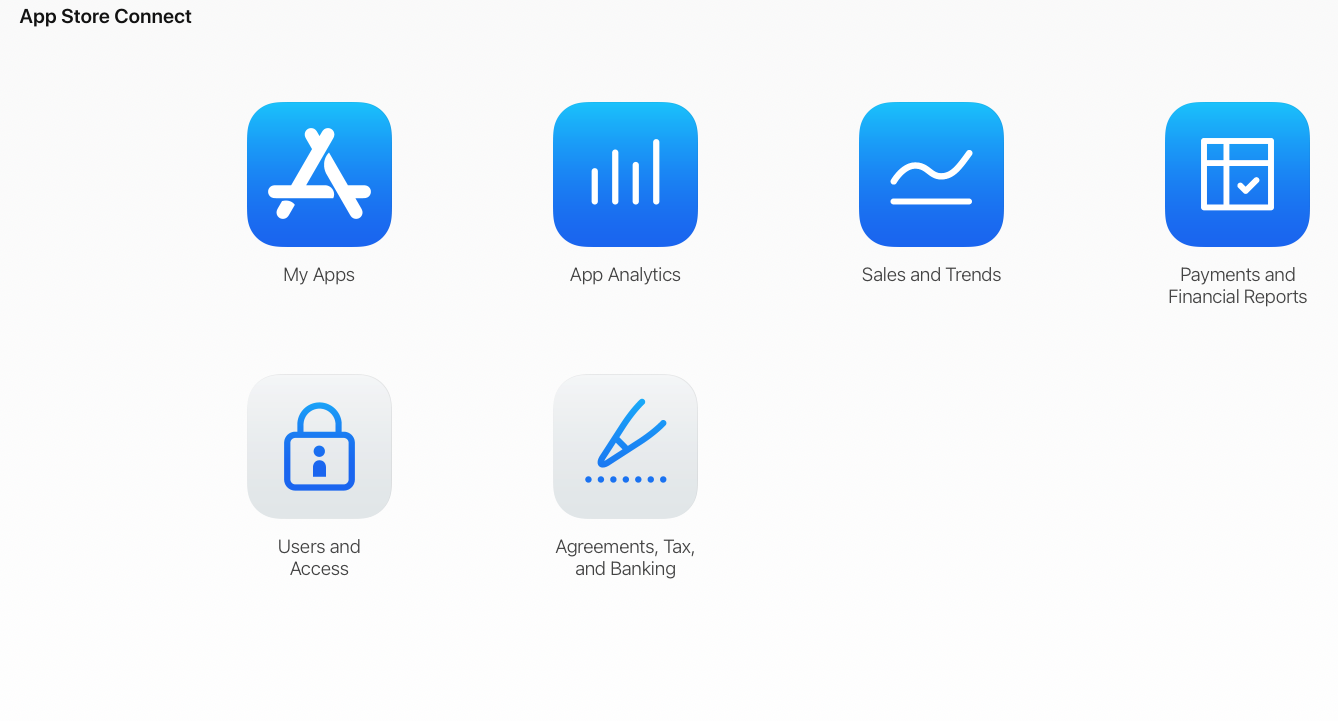 App Store Connect
My Apps
App Analytics
Sales and Trends
Payments and
Financial Reports
Users and
Access
Agreements, Tax,
and Banking